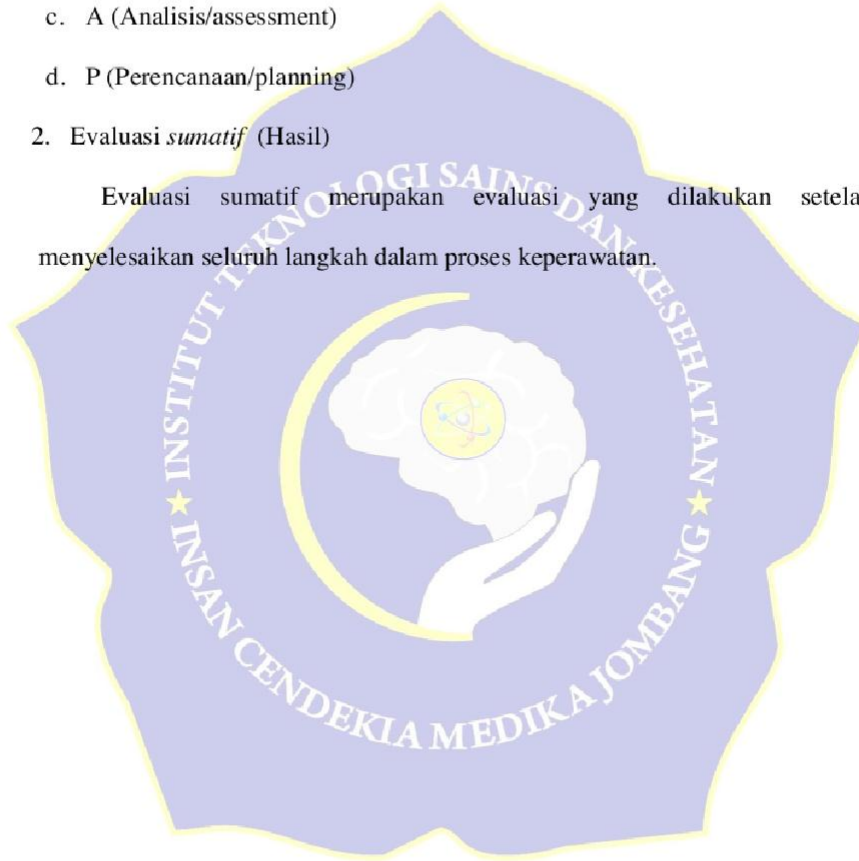 c. A (Analisis/assessment)
d. P (Perencanaan/planning)
2. Evaluasi sumatif (Hasil)
Evaluasi sumatif merupakan evaluasi yang dilakukan setela
menyelesaikan seluruh langkah dalam proses keperawatan.
INSTITUT TEKNOLOGI SAINS DAN KESEHATAN
INSAN CENDEKIA MEDIKA JOMBANG